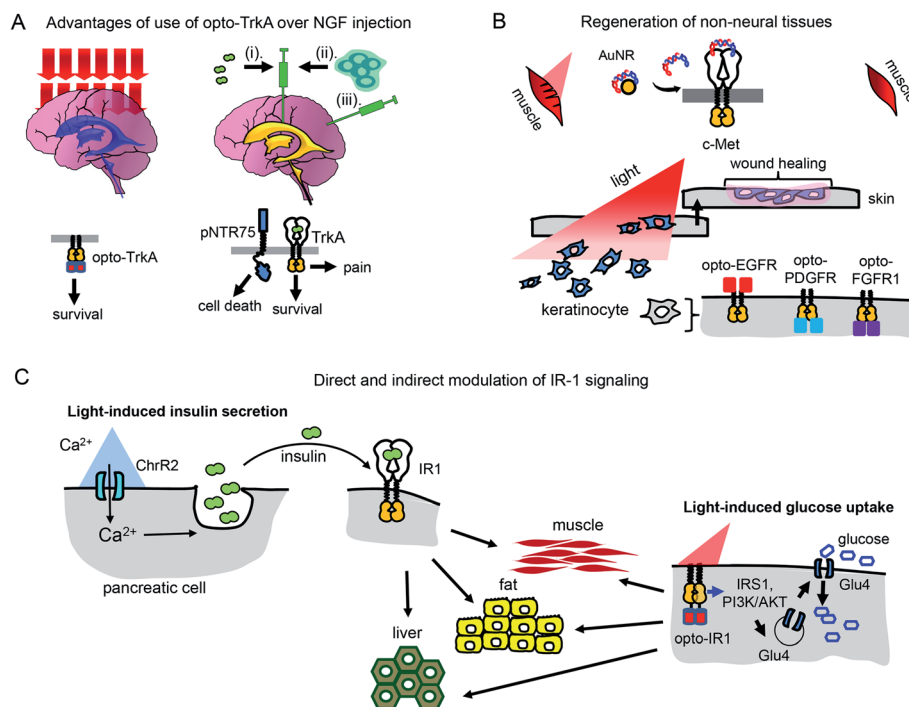 A
Advantages of use of opto-TrkA over NGF injection
(i).
(ii).
(iii).
opto-TrkA
survival
pNTR75
TrkA
pain
cell death
survival
B
Regeneration of non-neural tissues
muscle
AuNR
c-Met
muscle
light
wound healing
skin
keratinocyte
opto-EGFR
opto-
PDGFR
opto-
FGFR1
C
Direct and indirect modulation of IR-1 signaling
Light-induced insulin secretion
Ca2+
ChrR2
Ca2+
pancreatic cell
insulin
IR1
muscle
fat
liver
Light-induced glucose uptake
glucose
IRS1,
PI3K/AKT
Glu4
opto-IR1
Glu4